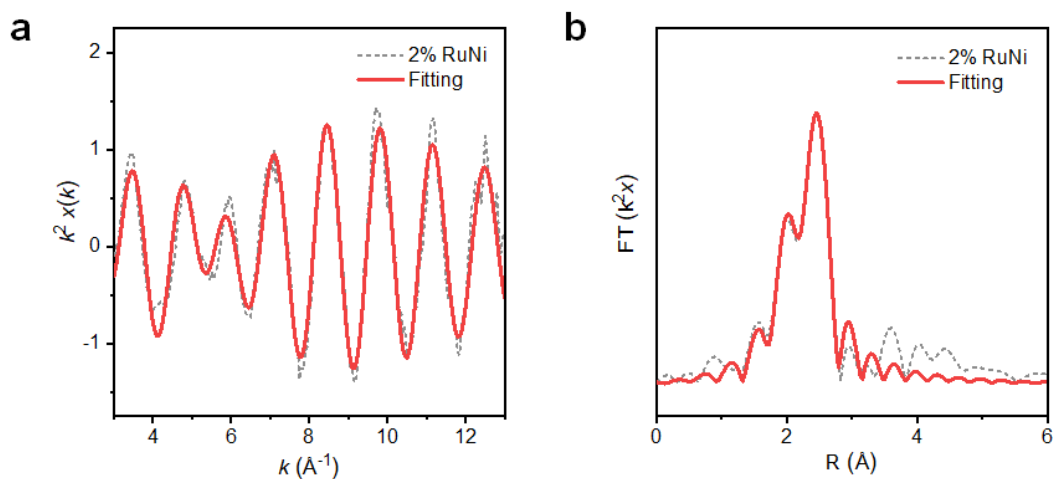 a
2
1
0
-1
k² x(k)
2% RuNi
Fitting
4
6
8
10
12
k (Å⁻¹)
b
FT (k²x)
2% RuNi
Fitting
0
2
4
6
R (Å)